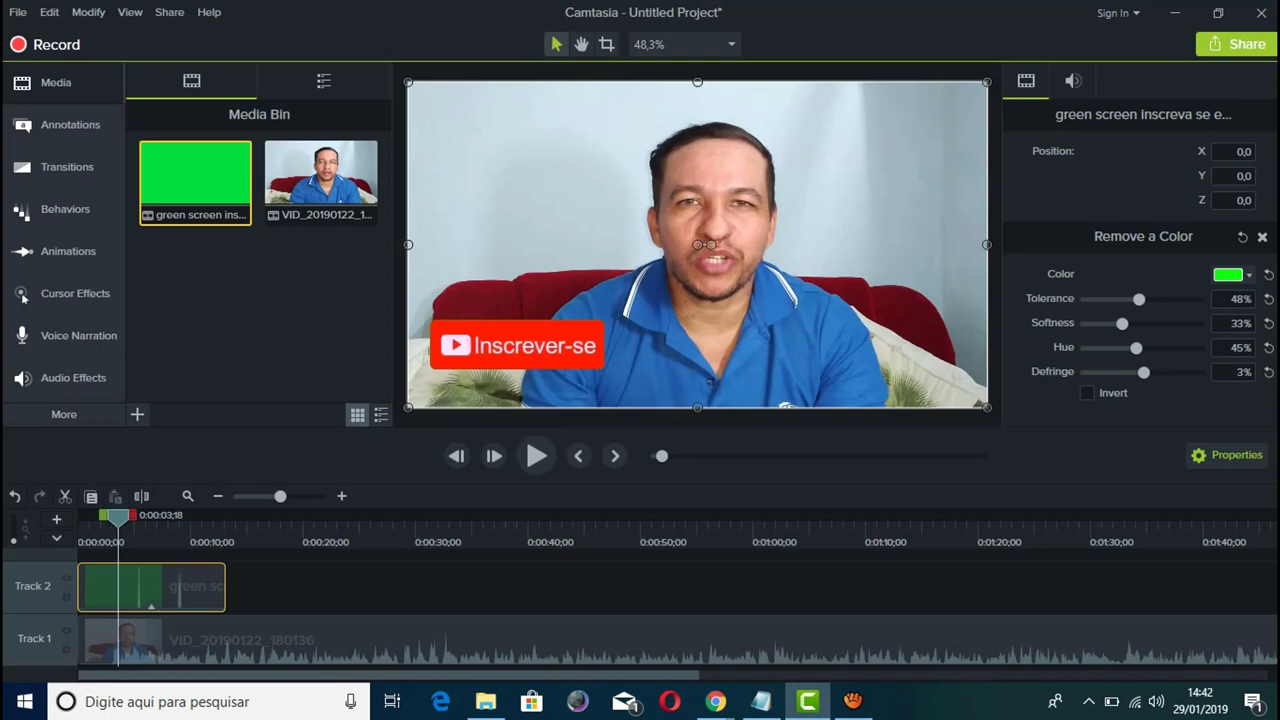 File Edit Modify View Share Help
Camtasia - Untitled Project*
Sign In
Record
48,3%
Share
Media
Annotations
Transitions
Behaviors
Animations
Cursor Effects
Voice Narration
Audio Effects
More
Media Bin
green screen ins...
VID_20190122_1...
Inscrever-se
green screen inscreva se e...
Position:
X 0,0
Y 0,0
Z 0,0
Remove a Color
Color
Tolerance 48%
Softness 33%
Hue 45%
Defringe 3%
Invert
Properties
0:00:03;18
0:00:00;00 0:00:10;00 0:00:20;00 0:00:30;00 0:00:40;00 0:00:50;00 0:01:00;00 0:01:10;00 0:01:20;00 0:01:30;00 0:01:40;00
Track 2
green sc
Track 1
VID_20190122_180136
Digite aqui para pesquisar
1
14:42
29/01/2019
1